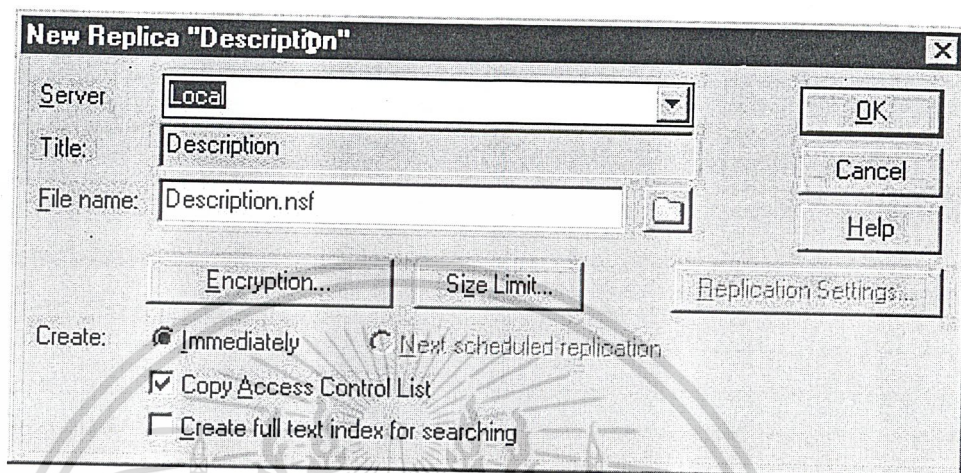 New Replica "Description"
Server Local OK
Title: Description Cancel
File name: Description.nsf Help
Encryption... Size Limit... Replication Settings...
Create: Immediately Next scheduled replication
Copy Access Control List
Create full text index for searching